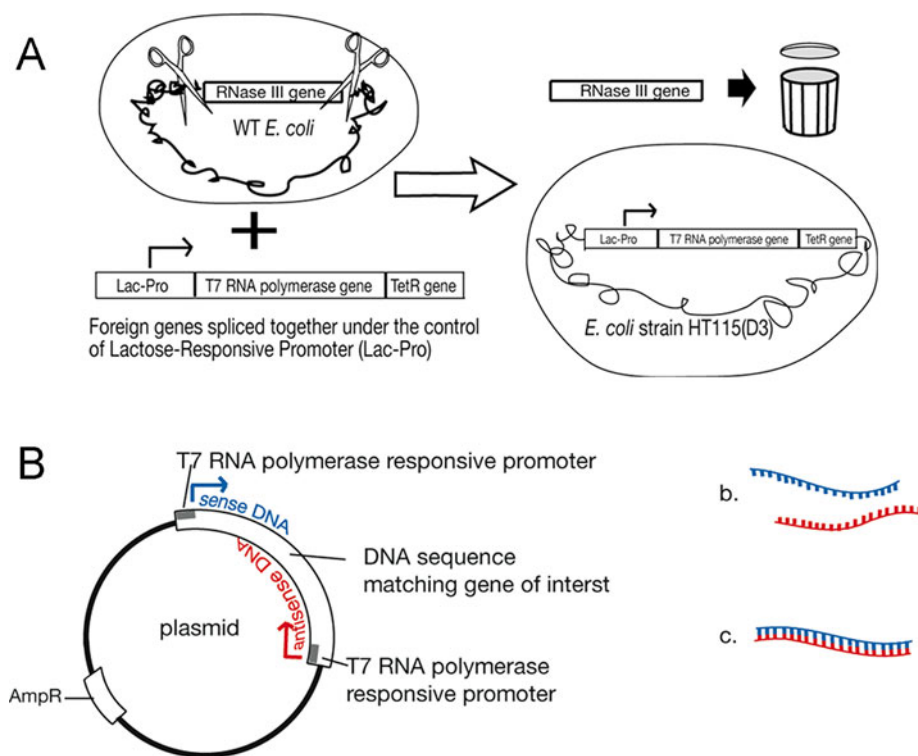 A
RNase III gene
WT E. coli
RNase III gene
Lac-Pro
T7 RNA polymerase gene
TetR gene
Foreign genes spliced together under the control
of Lactose-Responsive Promoter (Lac-Pro)
Lac-Pro
T7 RNA polymerase gene
TetR gene
E. coli strain HT115(D3)
B
T7 RNA polymerase responsive promoter
sense DNA
antisense DNA
DNA sequence
matching gene of interst
plasmid
T7 RNA polymerase
responsive promoter
AmpR
b.
c.